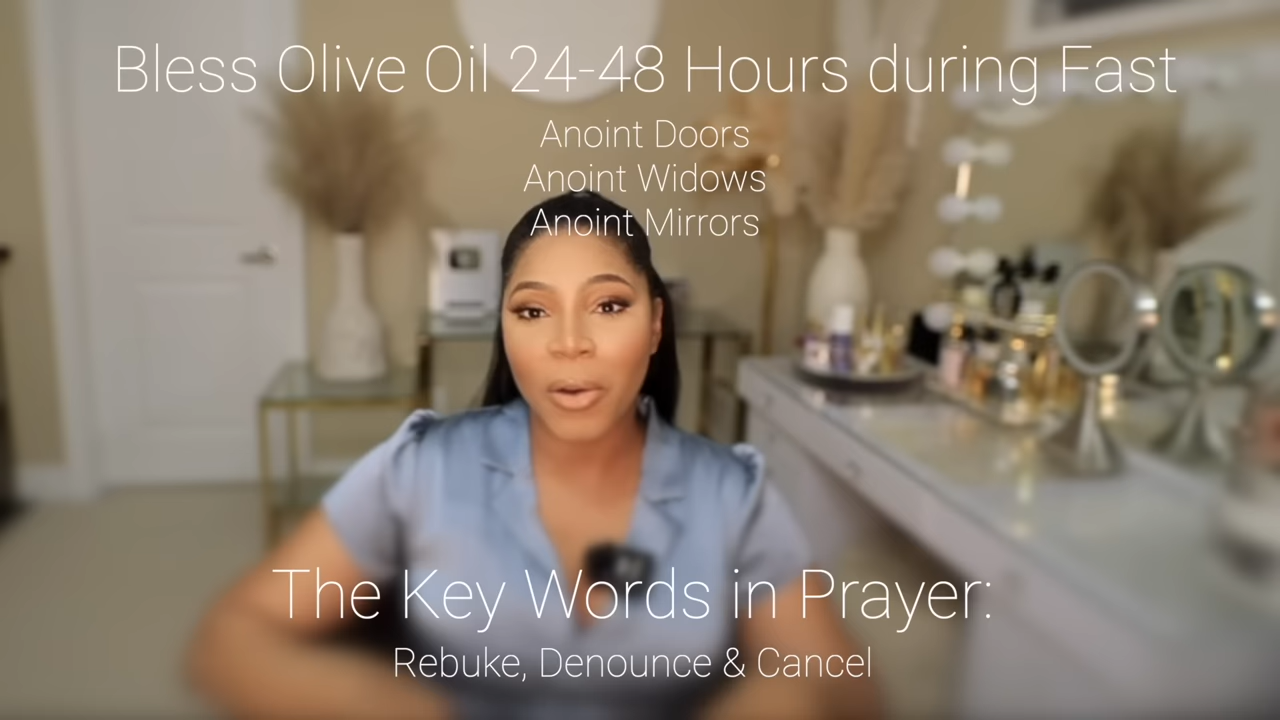 Bless Olive Oil 24-48 Hours during Fast
Anoint Doors
Anoint Widows
Anoint Mirrors
The Key Words in Prayer:
Rebuke, Denounce & Cancel